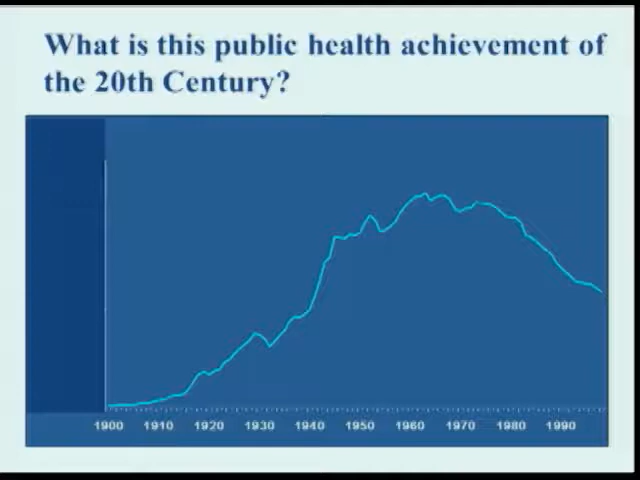 What is this public health achievement of
the 20th Century?
1900 1910 1920 1930 1940 1950 1960 1970 1980 1990